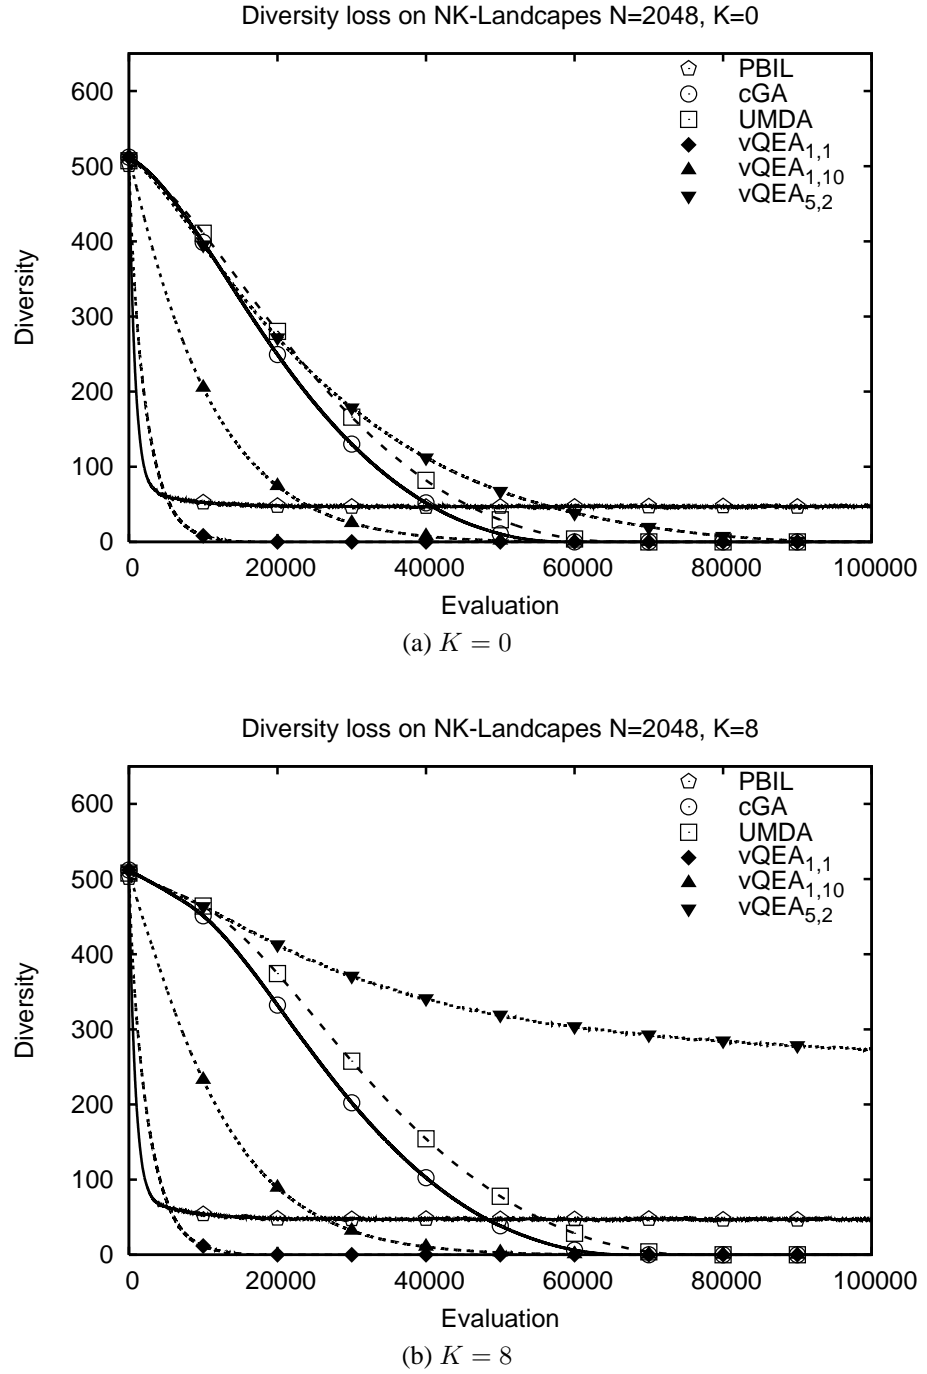 Diversity loss on NK-Landcapes N=2048, K=0
PBIL
cGA
UMDA
vQEA1,1
vQEA1,10
vQEA5,2
600
500
400
300
200
100
0
Diversity
0 20000 40000 60000 80000 100000
Evaluation
(a) K = 0
Diversity loss on NK-Landcapes N=2048, K=8
PBIL
cGA
UMDA
vQEA1,1
vQEA1,10
vQEA5,2
600
500
400
300
200
100
0
Diversity
0 20000 40000 60000 80000 100000
Evaluation
(b) K = 8